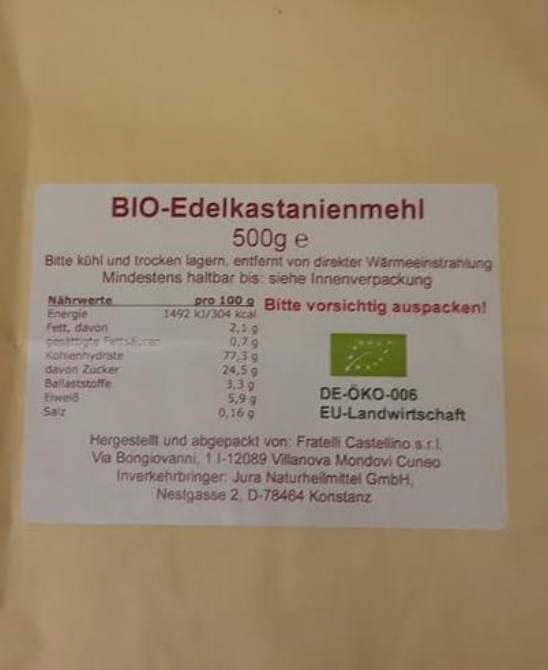 BIO-Edelkastanienmehl
500g e
Bitte kühl und trocken lagern, entfernt von direkter Wärmeeinstrahlung
Mindestens haltbar bis: siehe Innenverpackung
Nährwerte pro 100 g
Energie 1492 kJ/304 kcal
Fett, davon 2,1 g
gesättigte Fettsäuren 0,7 g
Kohlenhydrate 77,3 g
davon Zucker 24,5 g
Ballaststoffe 3,3 g
Eiweiß 5,9 g
Salz 0,16 g
Bitte vorsichtig auspacken!
DE-ÖKO-006
EU-Landwirtschaft
Hergestellt und abgepackt von: Fratelli Castellino s.r.l.
Via Bongiovanni, 1 I-12089 Villanova Mondovi Cuneo
Inverkehrbringer: Jura Naturheilmittel GmbH,
Nestgasse 2, D-78464 Konstanz